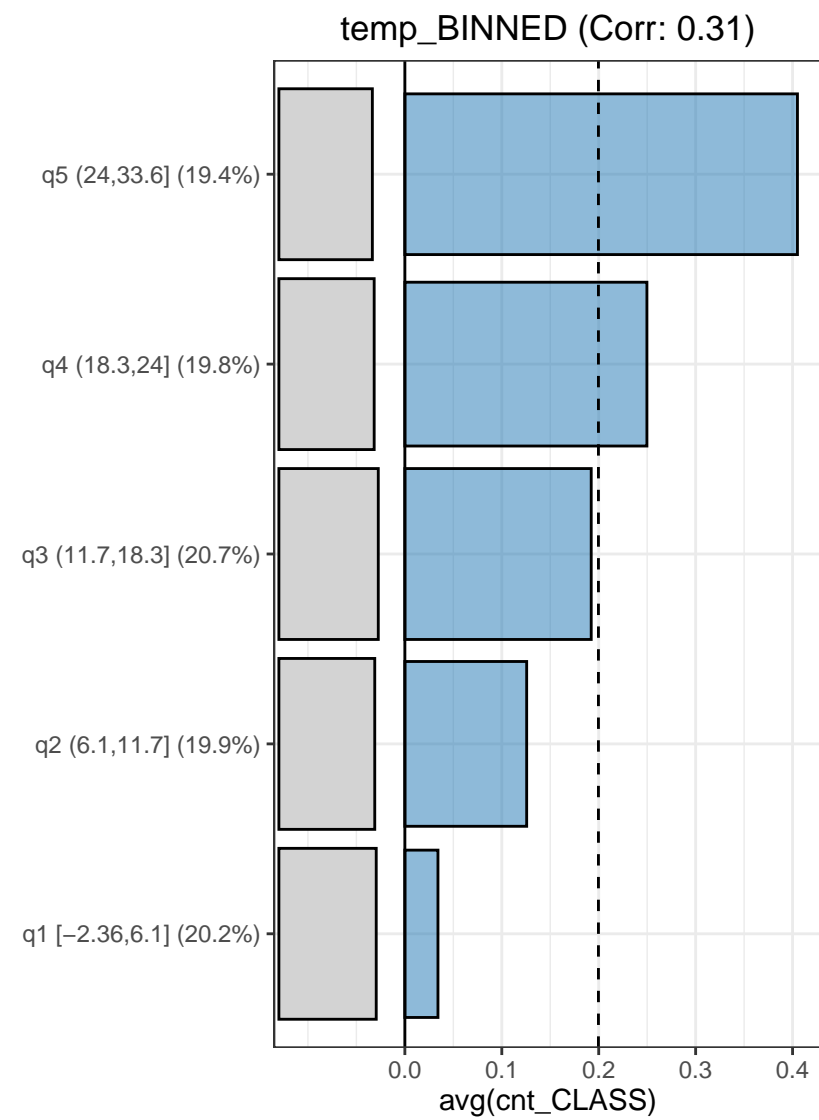 temp_BINNED (Corr: 0.31)
q5 (24,33.6] (19.4%)
q4 (18.3,24] (19.8%)
q3 (11.7,18.3] (20.7%)
q2 (6.1,11.7] (19.9%)
q1 [−2.36,6.1] (20.2%)
0.0 0.1 0.2 0.3 0.4
avg(cnt_CLASS)